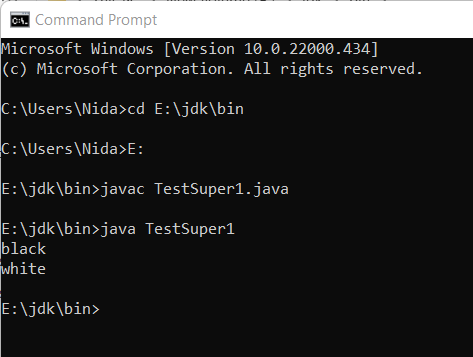 Command Prompt
Microsoft Windows [Version 10.0.22000.434]
(c) Microsoft Corporation. All rights reserved.
C:\Users\Nida>cd E:\jdk\bin
C:\Users\Nida>E:
E:\jdk\bin>javac TestSuper1.java
E:\jdk\bin>java TestSuper1
black
white
E:\jdk\bin>